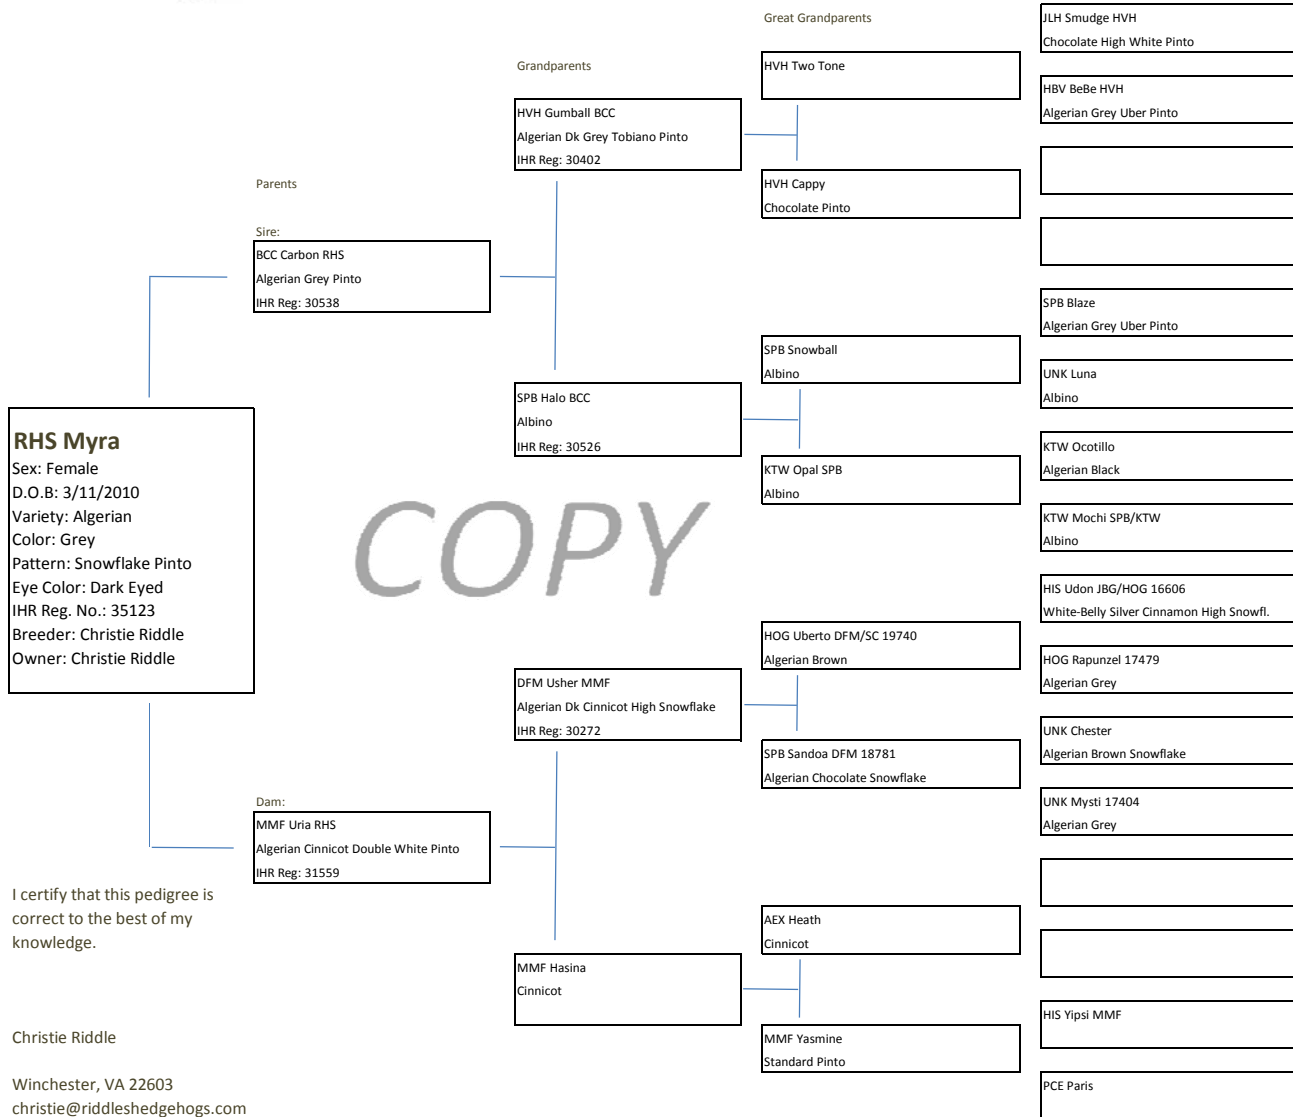 Great Grandparents
JLH Smudge HVH
Chocolate High White Pinto
Grandparents
HVH Two Tone
HBV BeBe HVH
Algerian Grey Uber Pinto
HVH Gumball BCC
Algerian Dk Grey Tobiano Pinto
IHR Reg: 30402
Parents
HVH Cappy
Chocolate Pinto
Sire:
BCC Carbon RHS
Algerian Grey Pinto
IHR Reg: 30538
SPB Blaze
Algerian Grey Uber Pinto
SPB Snowball
Albino
UNK Luna
Albino
SPB Halo BCC
Albino
IHR Reg: 30526
RHS Myra
Sex: Female
D.O.B: 3/11/2010
Variety: Algerian
Color: Grey
Pattern: Snowflake Pinto
Eye Color: Dark Eyed
IHR Reg. No.: 35123
Breeder: Christie Riddle
Owner: Christie Riddle
KTW Opal SPB
Albino
KTW Ocotillo
Algerian Black
COPY
KTW Mochi SPB/KTW
Albino
HIS Udon JBG/HOG 16606
White-Belly Silver Cinnamon High Snowfl.
HOG Uberto DFM/SC 19740
Algerian Brown
HOG Rapunzel 17479
Algerian Grey
DFM Usher MMF
Algerian Dk Cinnicot High Snowflake
IHR Reg: 30272
UNK Chester
Algerian Brown Snowflake
SPB Sandoa DFM 18781
Algerian Chocolate Snowflake
UNK Mysti 17404
Algerian Grey
Dam:
MMF Uria RHS
Algerian Cinnicot Double White Pinto
IHR Reg: 31559
I certify that this pedigree is
correct to the best of my
knowledge.
AEX Heath
Cinnicot
MMF Hasina
Cinnicot
HIS Yipsi MMF
MMF Yasmine
Standard Pinto
PCE Paris
Christie Riddle
Winchester, VA 22603
christie@riddleshedgehogs.com